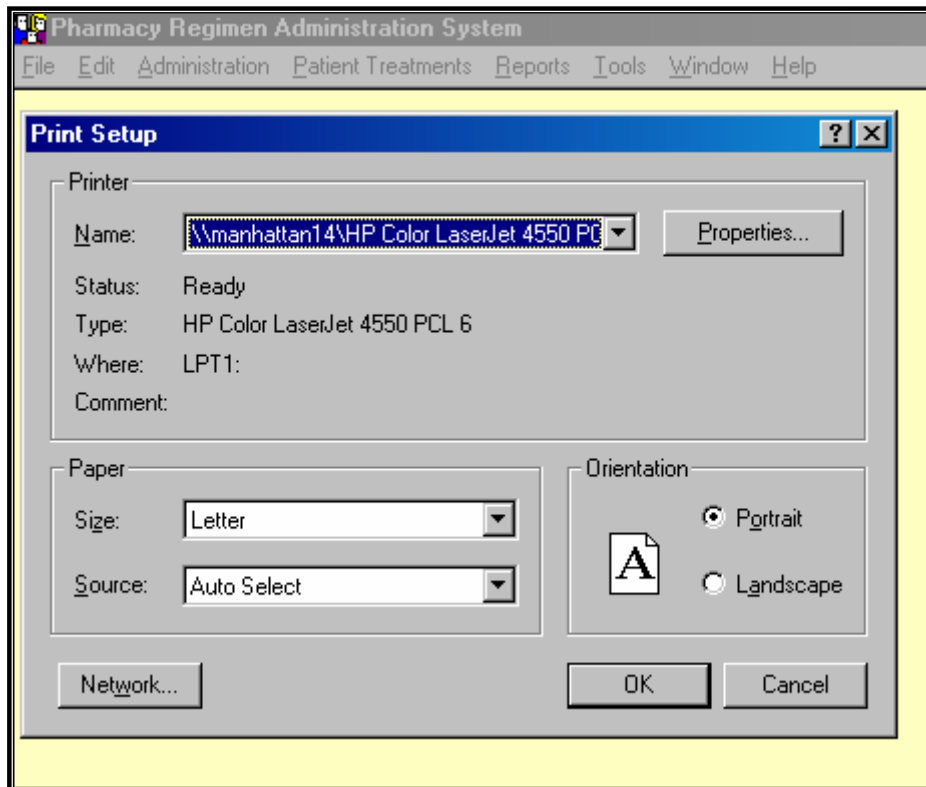 Pharmacy Regimen Administration System
File Edit Administration Patient Treatments Reports Tools Window Help
Print Setup
Printer
Name: \\manhattan14\HP Color LaserJet 4550 PC Properties...
Status: Ready
Type: HP Color LaserJet 4550 PCL 6
Where: LPT1:
Comment:
Paper
Size: Letter
Source: Auto Select
Orientation
A
Portrait
Landscape
Network... OK Cancel